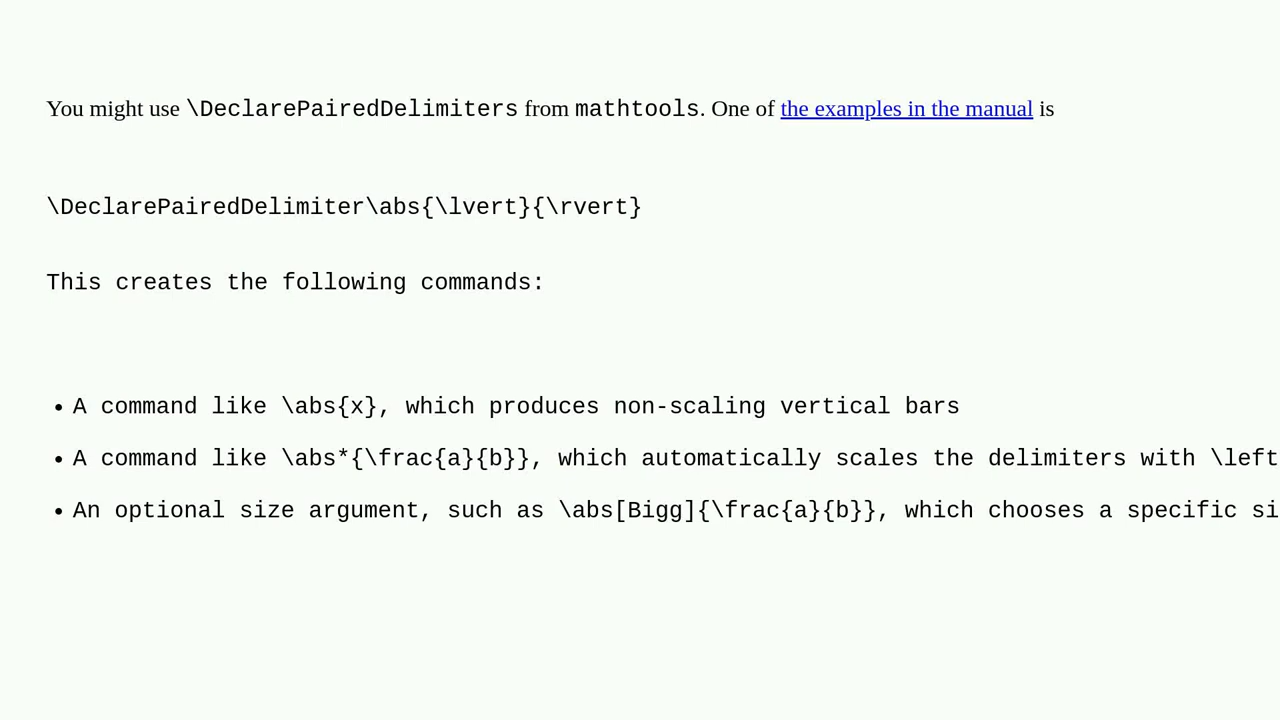 You might use \DeclarePairedDelimiters from mathtools. One of the examples in the manual is
\DeclarePairedDelimiter\abs{\lvert}{\rvert}
This creates the following commands:
• A command like \abs{x}, which produces non-scaling vertical bars
• A command like \abs*{\frac{a}{b}}, which automatically scales the delimiters with \left
• An optional size argument, such as \abs[Bigg]{\frac{a}{b}}, which chooses a specific si